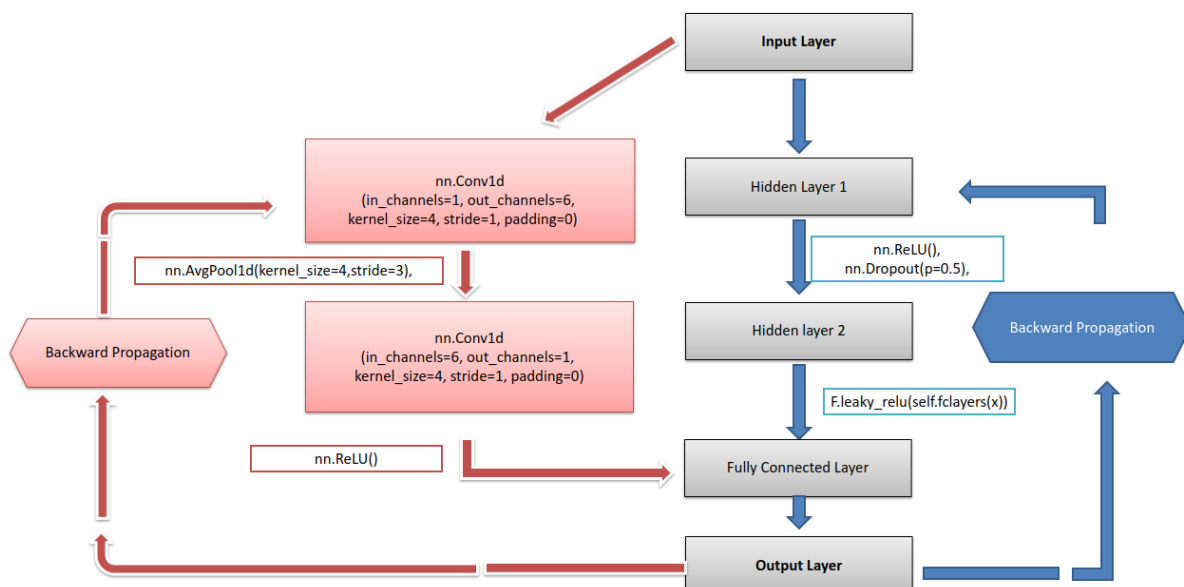 Input Layer
nn.Conv1d
(in_channels=1, out_channels=6,
kernel_size=4, stride=1, padding=0)
Hidden Layer 1
nn.AvgPool1d(kernel_size=4,stride=3),
nn.ReLU(),
nn.Dropout(p=0.5),
Backward Propagation
nn.Conv1d
(in_channels=6, out_channels=1,
kernel_size=4, stride=1, padding=0)
Hidden layer 2
Backward Propagation
F.leaky_relu(self.fclayers(x))
nn.ReLU()
Fully Connected Layer
Output Layer